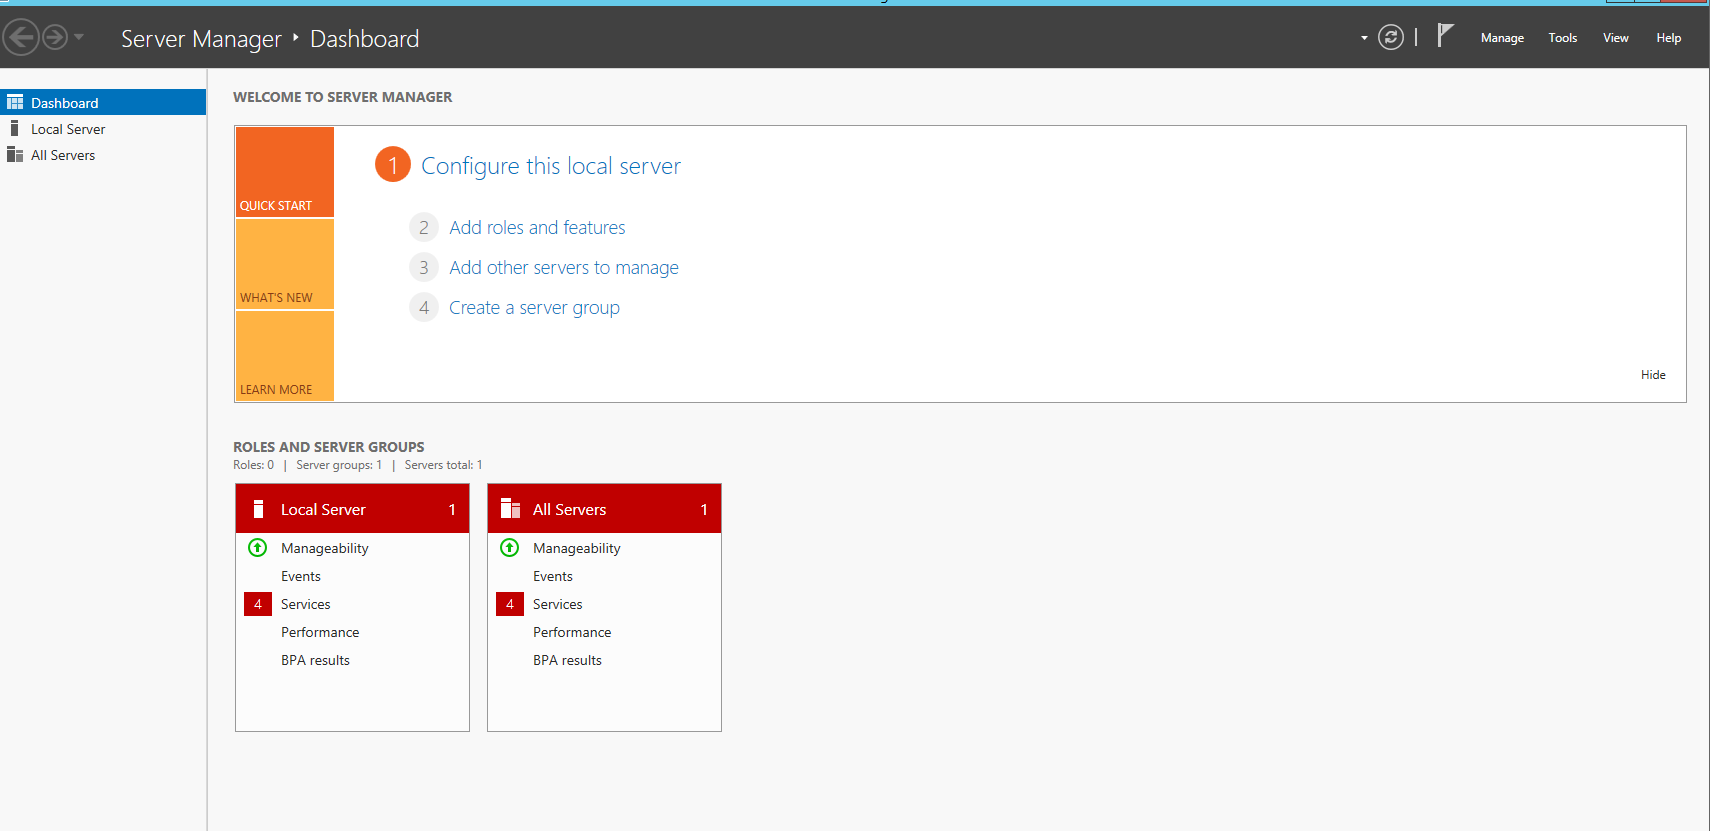 Server Manager ‣ Dashboard
Manage Tools View Help
Dashboard
Local Server
All Servers
WELCOME TO SERVER MANAGER
QUICK START
WHAT'S NEW
LEARN MORE
1 Configure this local server
2 Add roles and features
3 Add other servers to manage
4 Create a server group
Hide
ROLES AND SERVER GROUPS
Roles: 0 | Server groups: 1 | Servers total: 1
Local Server 1
Manageability
Events
4 Services
Performance
BPA results
All Servers 1
Manageability
Events
4 Services
Performance
BPA results